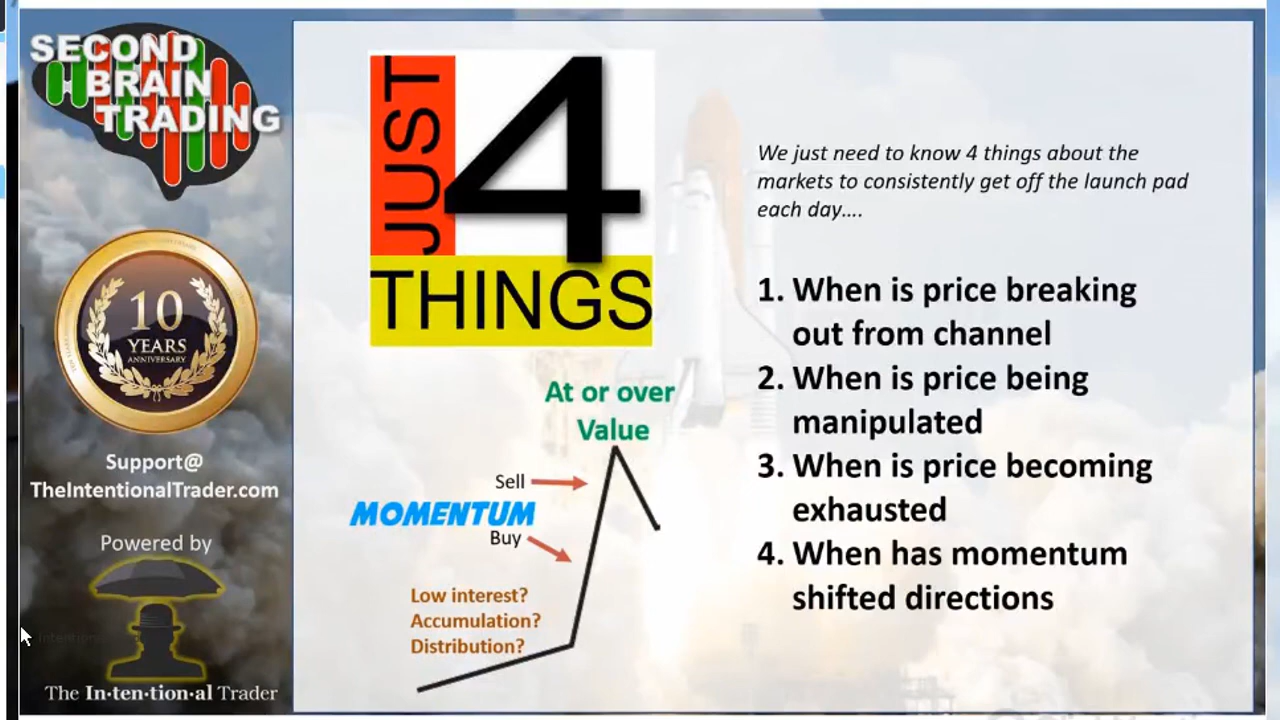 SECOND
BRAIN
TRADING
10
YEARS
ANNIVERSARY
Support@
TheIntentionalTrader.com
Powered by
The In·ten·tion·al Trader
JUST
4
THINGS
At or over
Value
Sell
MOMENTUM
Buy
Low interest?
Accumulation?
Distribution?
We just need to know 4 things about the
markets to consistently get off the launch pad
each day....
1. When is price breaking
out from channel
2. When is price being
manipulated
3. When is price becoming
exhausted
4. When has momentum
shifted directions